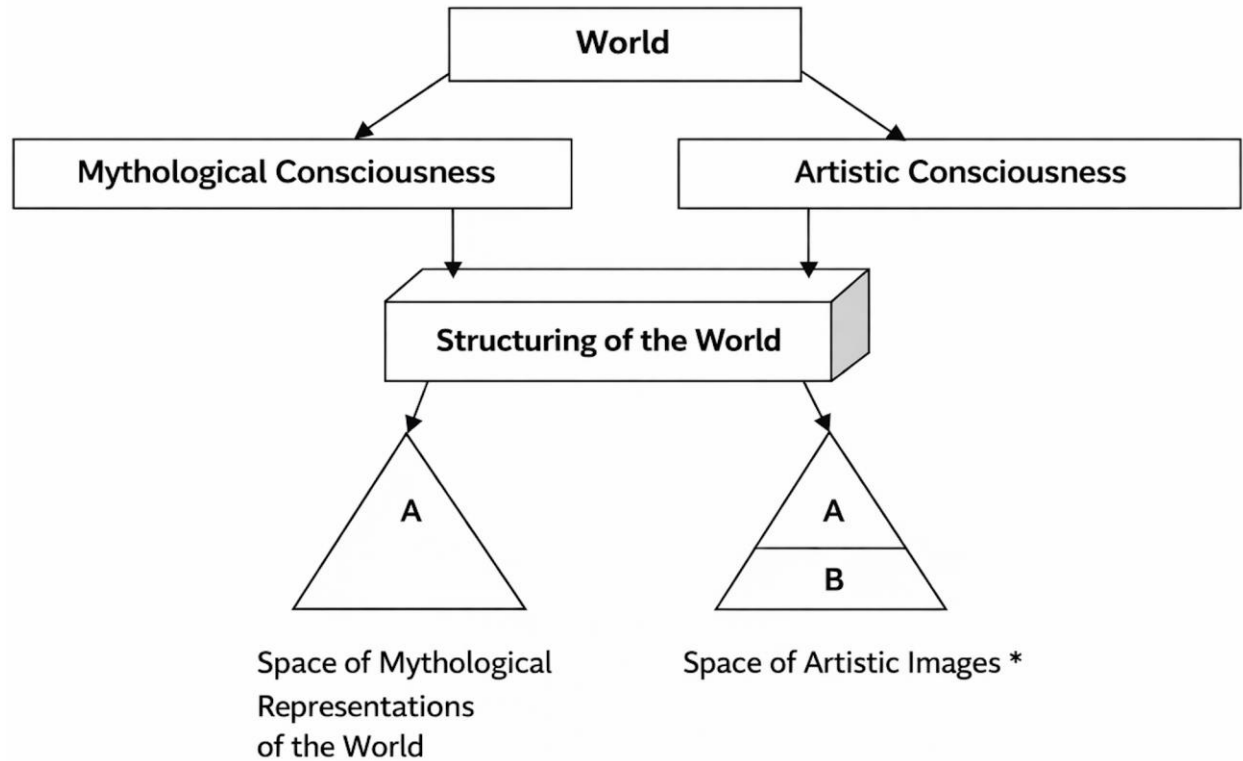 World
Mythological Consciousness
Artistic Consciousness
Structuring of the World
A
A
B
Space of Mythological
Representations
of the World
Space of Artistic Images *